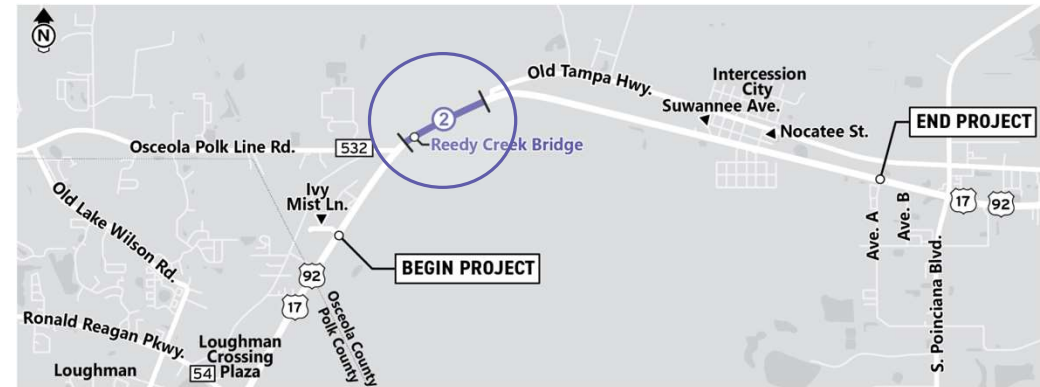 N
Old Tampa Hwy.
Intercession
City
Suwannee Ave.
Nocatee St.
END PROJECT
2
Reedy Creek Bridge
Osceola Polk Line Rd.
532
Ivy
Mist Ln.
Old Lake Wilson Rd.
BEGIN PROJECT
Ave. A
Ave. B
17
92
S. Poinciana Blvd.
92
17
Osceola County
Polk County
Ronald Reagan Pkwy.
Loughman
Crossing
Plaza
54
Loughman